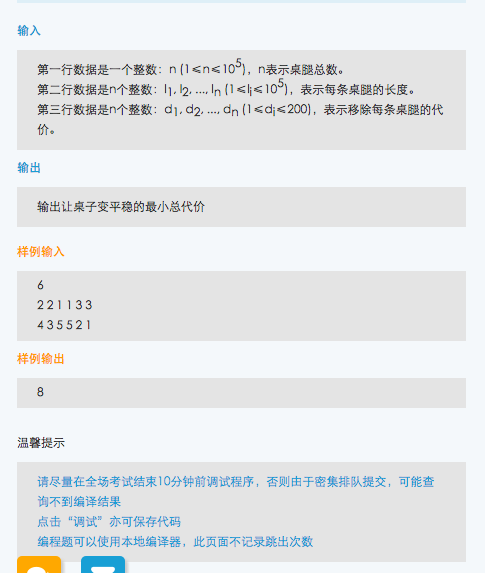 输入
第一行数据是一个整数：n (1≤n≤10^5)，n表示桌腿总数。
第二行数据是n个整数：l1, l2, ..., ln (1≤li≤10^5)，表示每条桌腿的长度。
第三行数据是n个整数：d1, d2, ..., dn (1≤di≤200)，表示移除每条桌腿的代
价。
输出
输出让桌子变平稳的最小总代价
样例输入
6
2 2 1 1 3 3
4 3 5 5 2 1
样例输出
8
温馨提示
请尽量在全场考试结束10分钟前调试程序，否则由于密集排队提交，可能查
询不到编译结果
点击“调试”亦可保存代码
编程题可以使用本地编译器，此页面不记录跳出次数